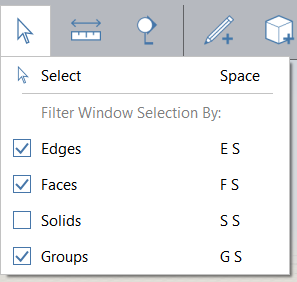 Select Space
Filter Window Selection By:
Edges E S
Faces F S
Solids S S
Groups G S